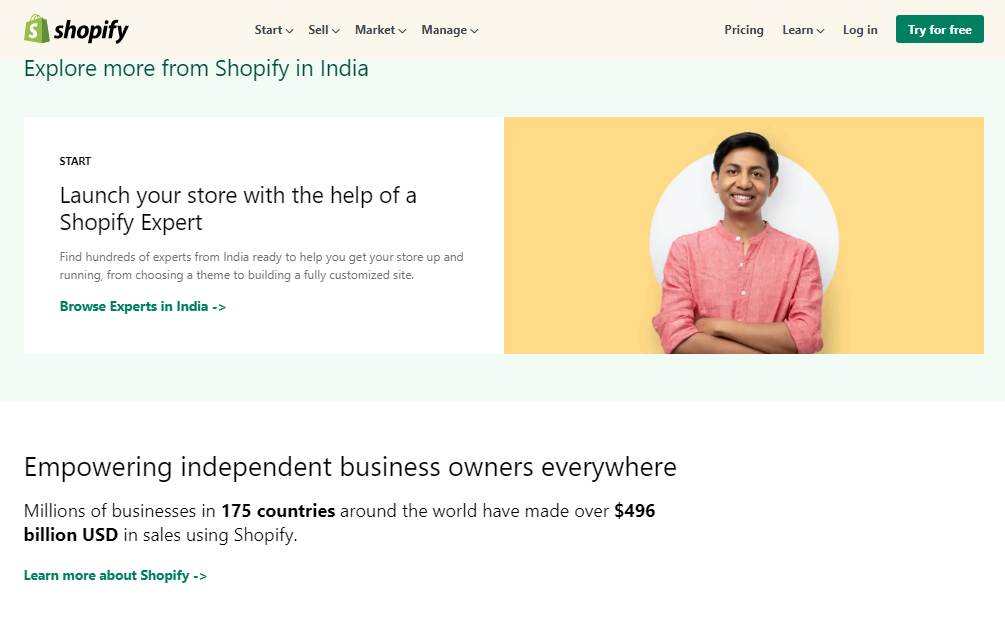 shopify
Start Sell Market Manage
Pricing Learn Log in Try for free
Explore more from Shopify in India
START
Launch your store with the help of a
Shopify Expert
Find hundreds of experts from India ready to help you get your store up and
running, from choosing a theme to building a fully customized site.
Browse Experts in India ->
Empowering independent business owners everywhere
Millions of businesses in 175 countries around the world have made over $496
billion USD in sales using Shopify.
Learn more about Shopify ->